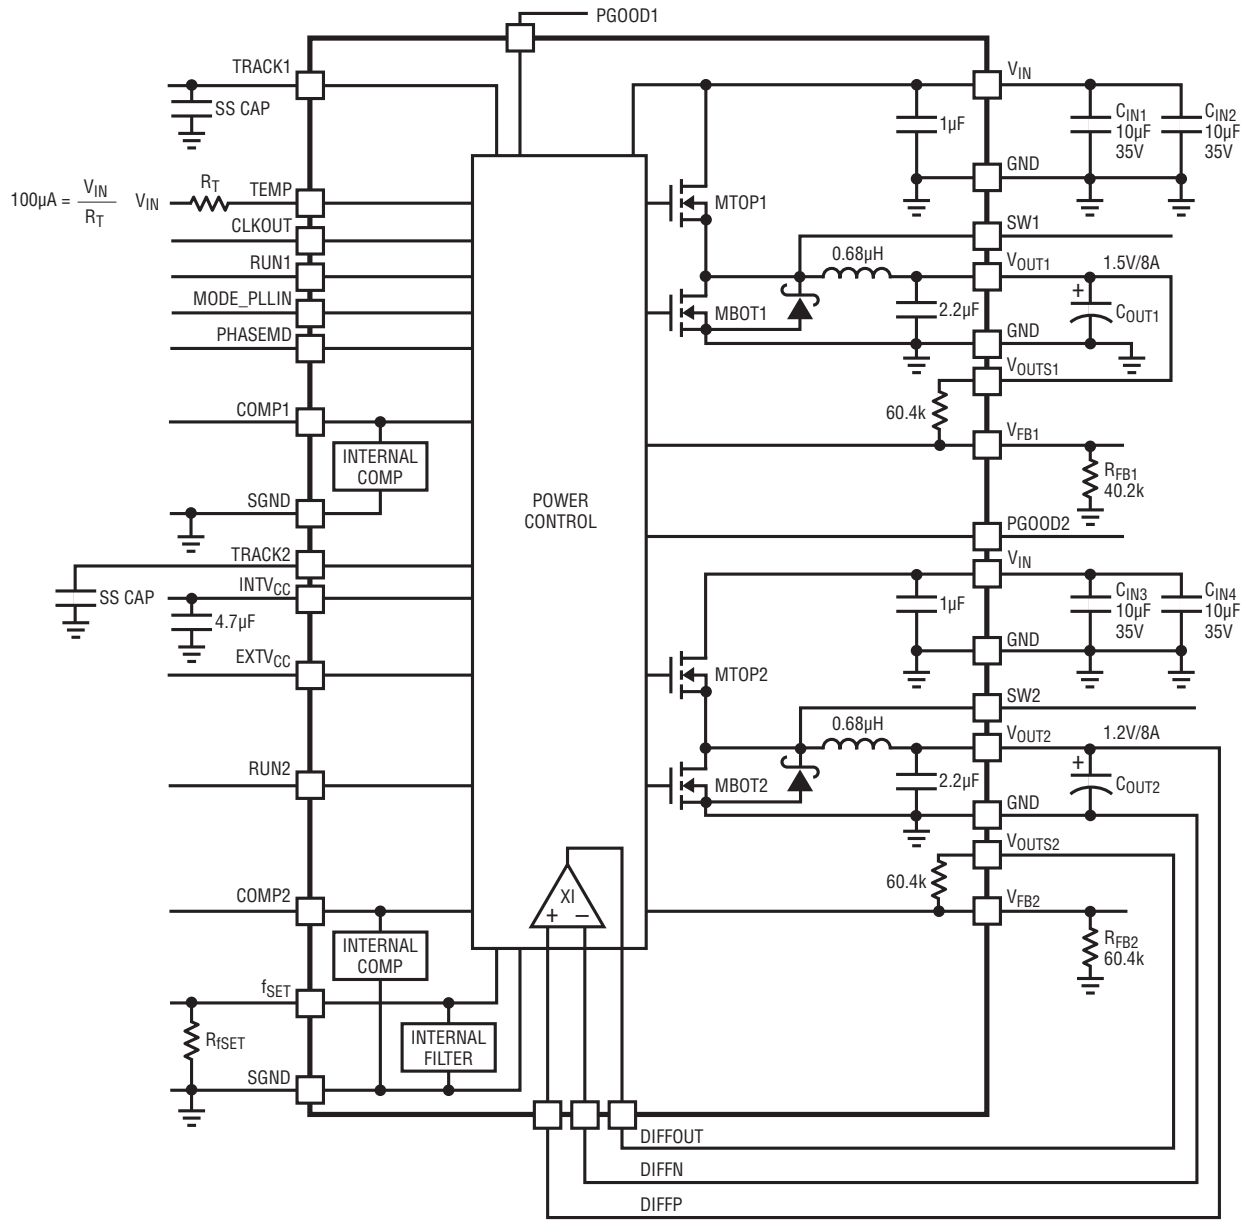 PGOOD1
TRACK1
SS CAP
100µA = VIN
RT
VIN
RT
TEMP
CLKOUT
RUN1
MODE_PLLIN
PHASEMD
COMP1
INTERNAL
COMP
SGND
TRACK2
SS CAP
INTVCC
4.7µF
EXTVCC
RUN2
COMP2
INTERNAL
COMP
fSET
RfSET
INTERNAL
FILTER
SGND
POWER
CONTROL
X1
+ –
MTOP1
MBOT1
0.68µH
1µF
2.2µF
60.4k
VIN
CIN1
10µF
35V
CIN2
10µF
35V
GND
SW1
VOUT1
1.5V/8A
+
COUT1
GND
VOUTS1
VFB1
RFB1
40.2k
PGOOD2
VIN
1µF
CIN3
10µF
35V
CIN4
10µF
35V
GND
MTOP2
SW2
0.68µH
VOUT2
1.2V/8A
MBOT2
2.2µF
+
COUT2
GND
VOUTS2
60.4k
VFB2
RFB2
60.4k
DIFFOUT
DIFFN
DIFFP